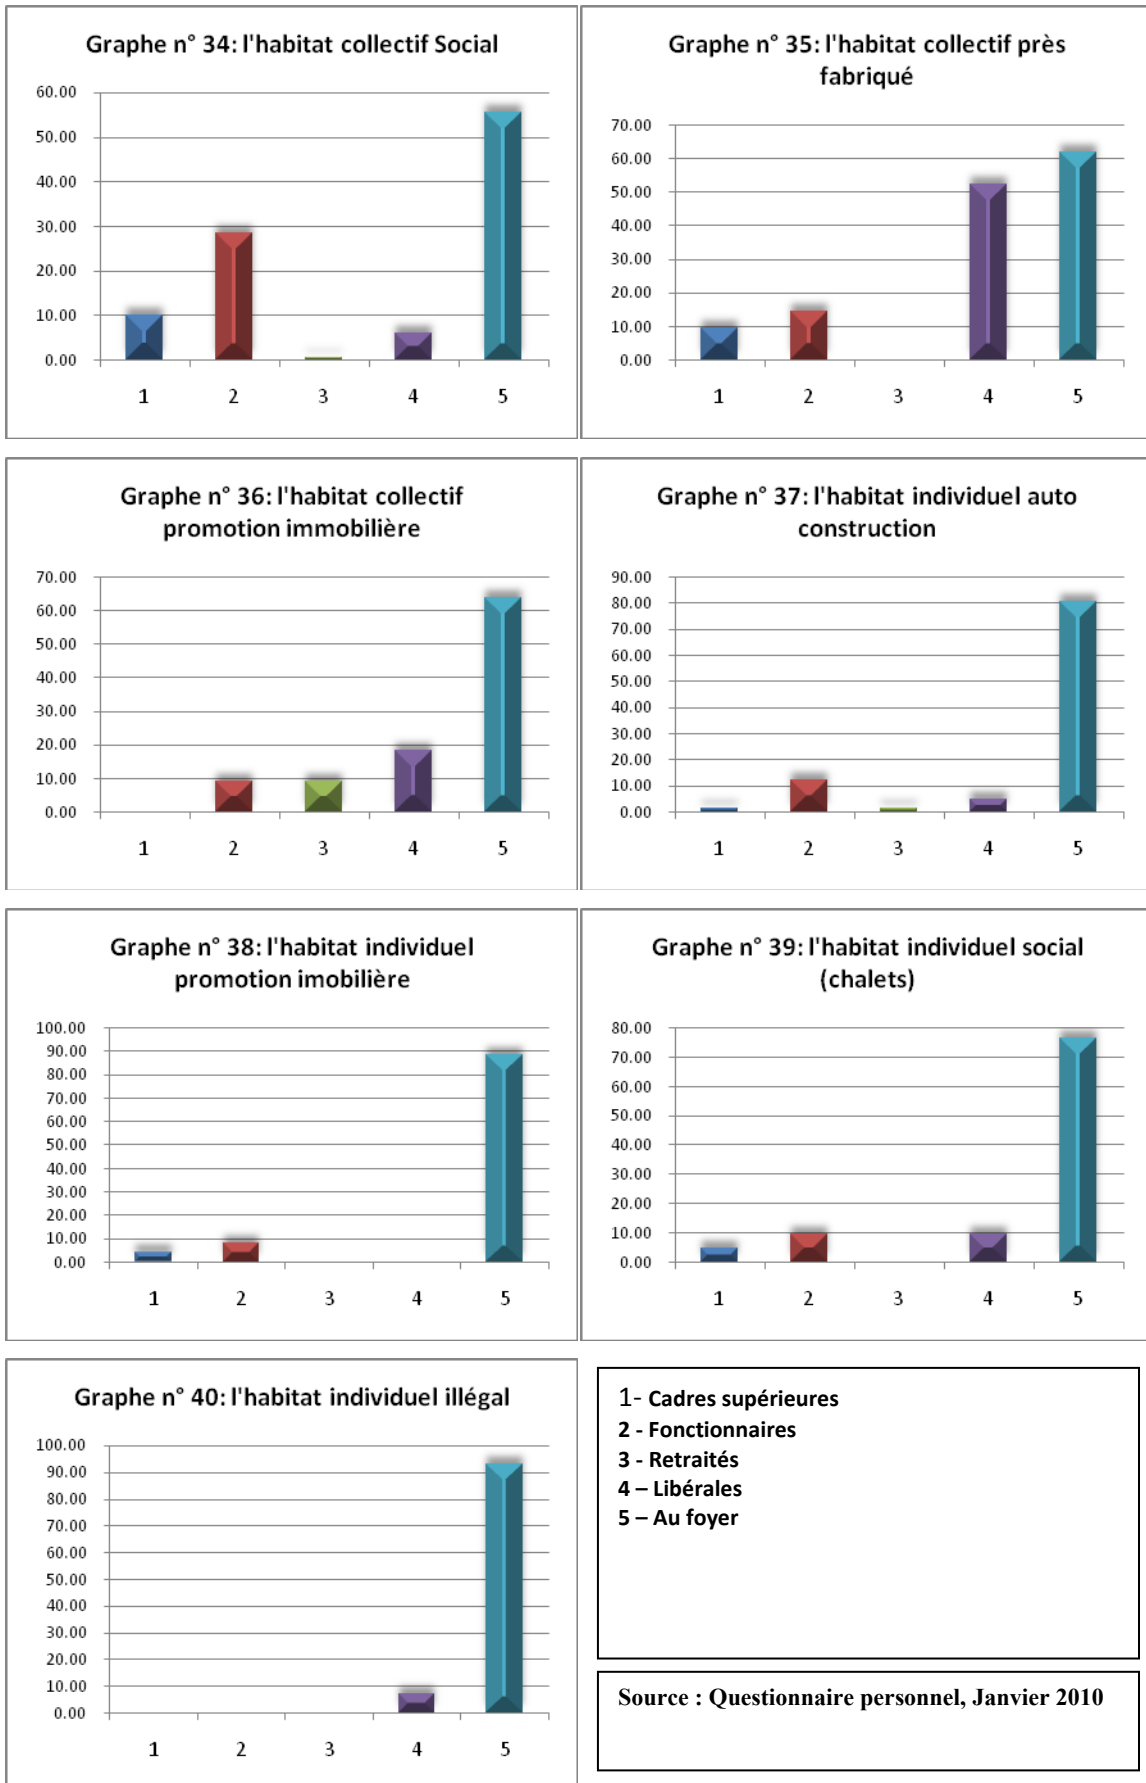 Graphe n° 34: l'habitat collectif Social
60.00
50.00
40.00
30.00
20.00
10.00
0.00
1 2 3 4 5
Graphe n° 35: l'habitat collectif près
fabriqué
70.00
60.00
50.00
40.00
30.00
20.00
10.00
0.00
1 2 3 4 5
Graphe n° 36: l'habitat collectif
promotion immobilière
70.00
60.00
50.00
40.00
30.00
20.00
10.00
0.00
1 2 3 4 5
Graphe n° 37: l'habitat individuel auto
construction
90.00
80.00
70.00
60.00
50.00
40.00
30.00
20.00
10.00
0.00
1 2 3 4 5
Graphe n° 38: l'habitat individuel
promotion imobilière
100.00
90.00
80.00
70.00
60.00
50.00
40.00
30.00
20.00
10.00
0.00
1 2 3 4 5
Graphe n° 39: l'habitat individuel social
(chalets)
80.00
70.00
60.00
50.00
40.00
30.00
20.00
10.00
0.00
1 2 3 4 5
Graphe n° 40: l'habitat individuel illégal
100.00
90.00
80.00
70.00
60.00
50.00
40.00
30.00
20.00
10.00
0.00
1 2 3 4 5
1- Cadres supérieures
2 - Fonctionnaires
3 - Retraités
4 – Libérales
5 – Au foyer
Source : Questionnaire personnel, Janvier 2010